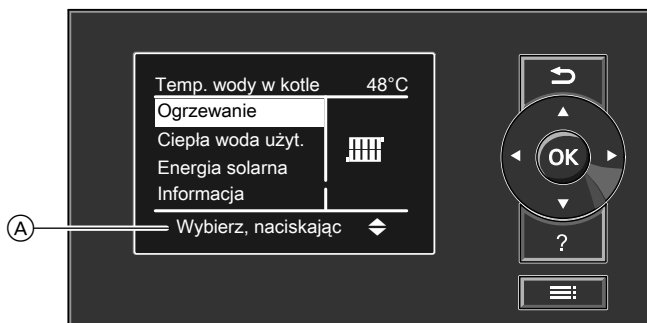 Temp. wody w kotle 48°C
Ogrzewanie
Ciepła woda użyt.
Energia solarna
Informacja
Wybierz, naciskając
A
OK
?